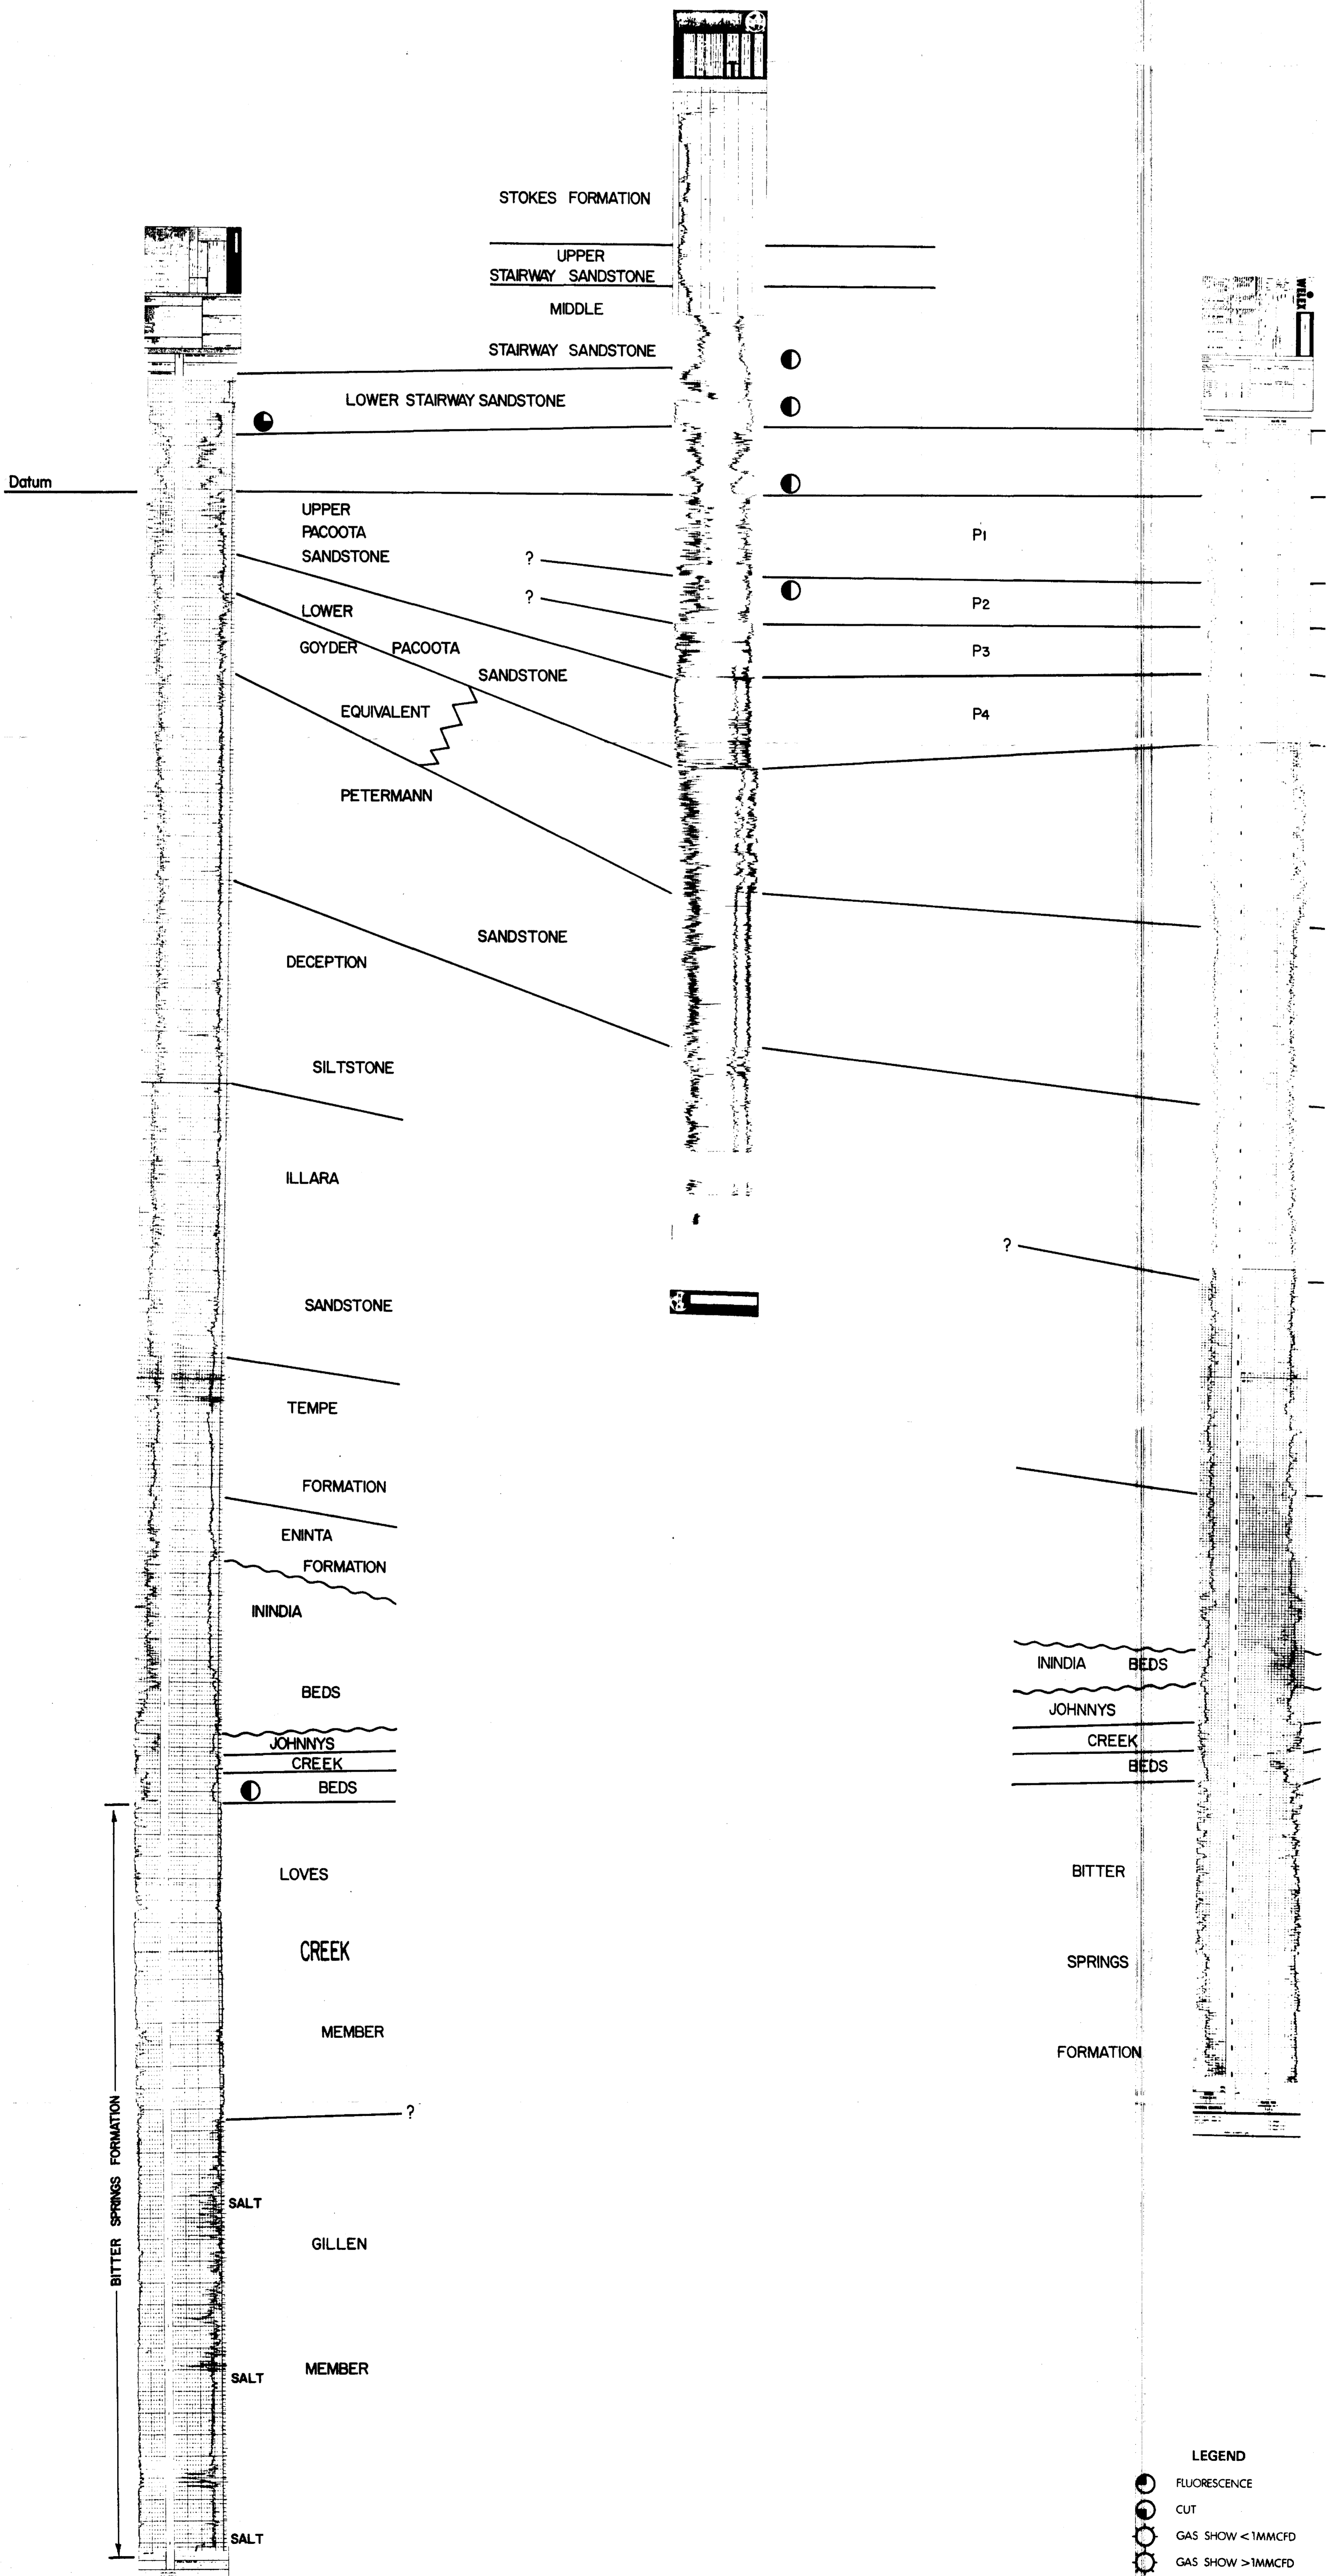 STOKES FORMATION
UPPER
STAIRWAY SANDSTONE
MIDDLE
STAIRWAY SANDSTONE
LOWER STAIRWAY SANDSTONE
WELEX
Datum
UPPER
PACOOTA
SANDSTONE
?
?
P1
P2
P3
P4
LOWER
GOYDER PACOOTA
SANDSTONE
EQUIVALENT
PETERMANN
SANDSTONE
DECEPTION
SILTSTONE
ILLARA
SANDSTONE
?
TEMPE
FORMATION
ENINTA
FORMATION
ININDIA
BEDS
JOHNNYS
CREEK
BEDS
ININDIA BEDS
JOHNNYS
CREEK
BEDS
LOVES
CREEK
MEMBER
BITTER
SPRINGS
FORMATION
?
BITTER SPRINGS FORMATION
SALT
GILLEN
SALT
MEMBER
SALT
LEGEND
FLUORESCENCE
CUT
GAS SHOW < 1MMCFD
GAS SHOW >1MMCFD